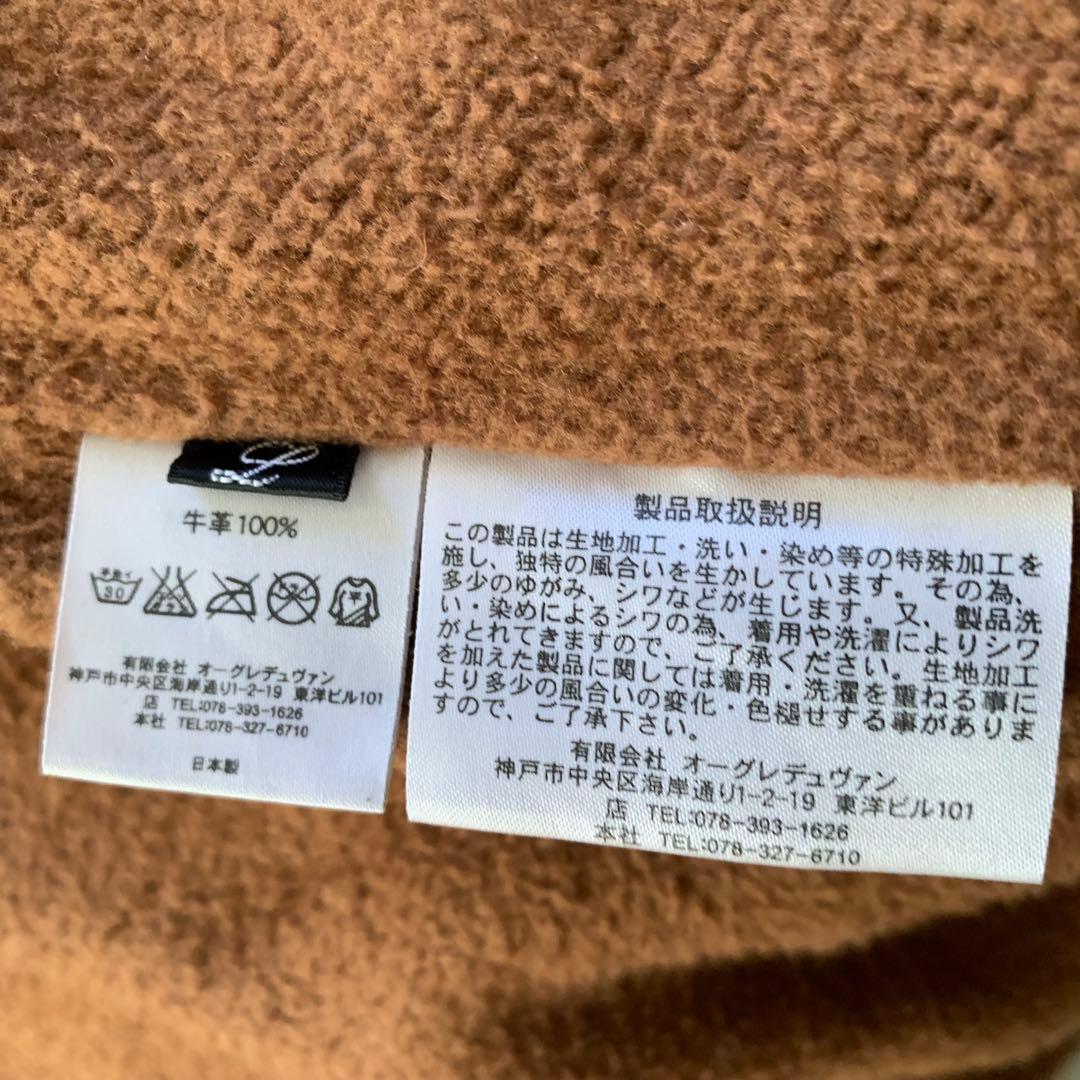 牛革100%
30
有限会社 オーグレデュヴァン
神戸市中央区海岸通り1-2-19 東洋ビル101
店 TEL:078-393-1626
本社 TEL:078-327-6710
日本製
製品取扱説明
この製品は生地加工・洗い・染め等の特殊加工を
施し、独特の風合いを生かしています。その為、
多少のゆがみ、シワなどが生じます。又、製品洗
い・染めによるシワの為、着用や洗濯によりシワ
がとれてきますので、ご了承ください。生地加工
を加えた製品に関しては着用・洗濯を重ねる事に
より多少の風合いの変化・色褪せする事がありま
すので、ご了承下さい。
有限会社 オーグレデュヴァン
神戸市中央区海岸通り1-2-19 東洋ビル101
店 TEL:078-393-1626
本社 TEL:078-327-6710